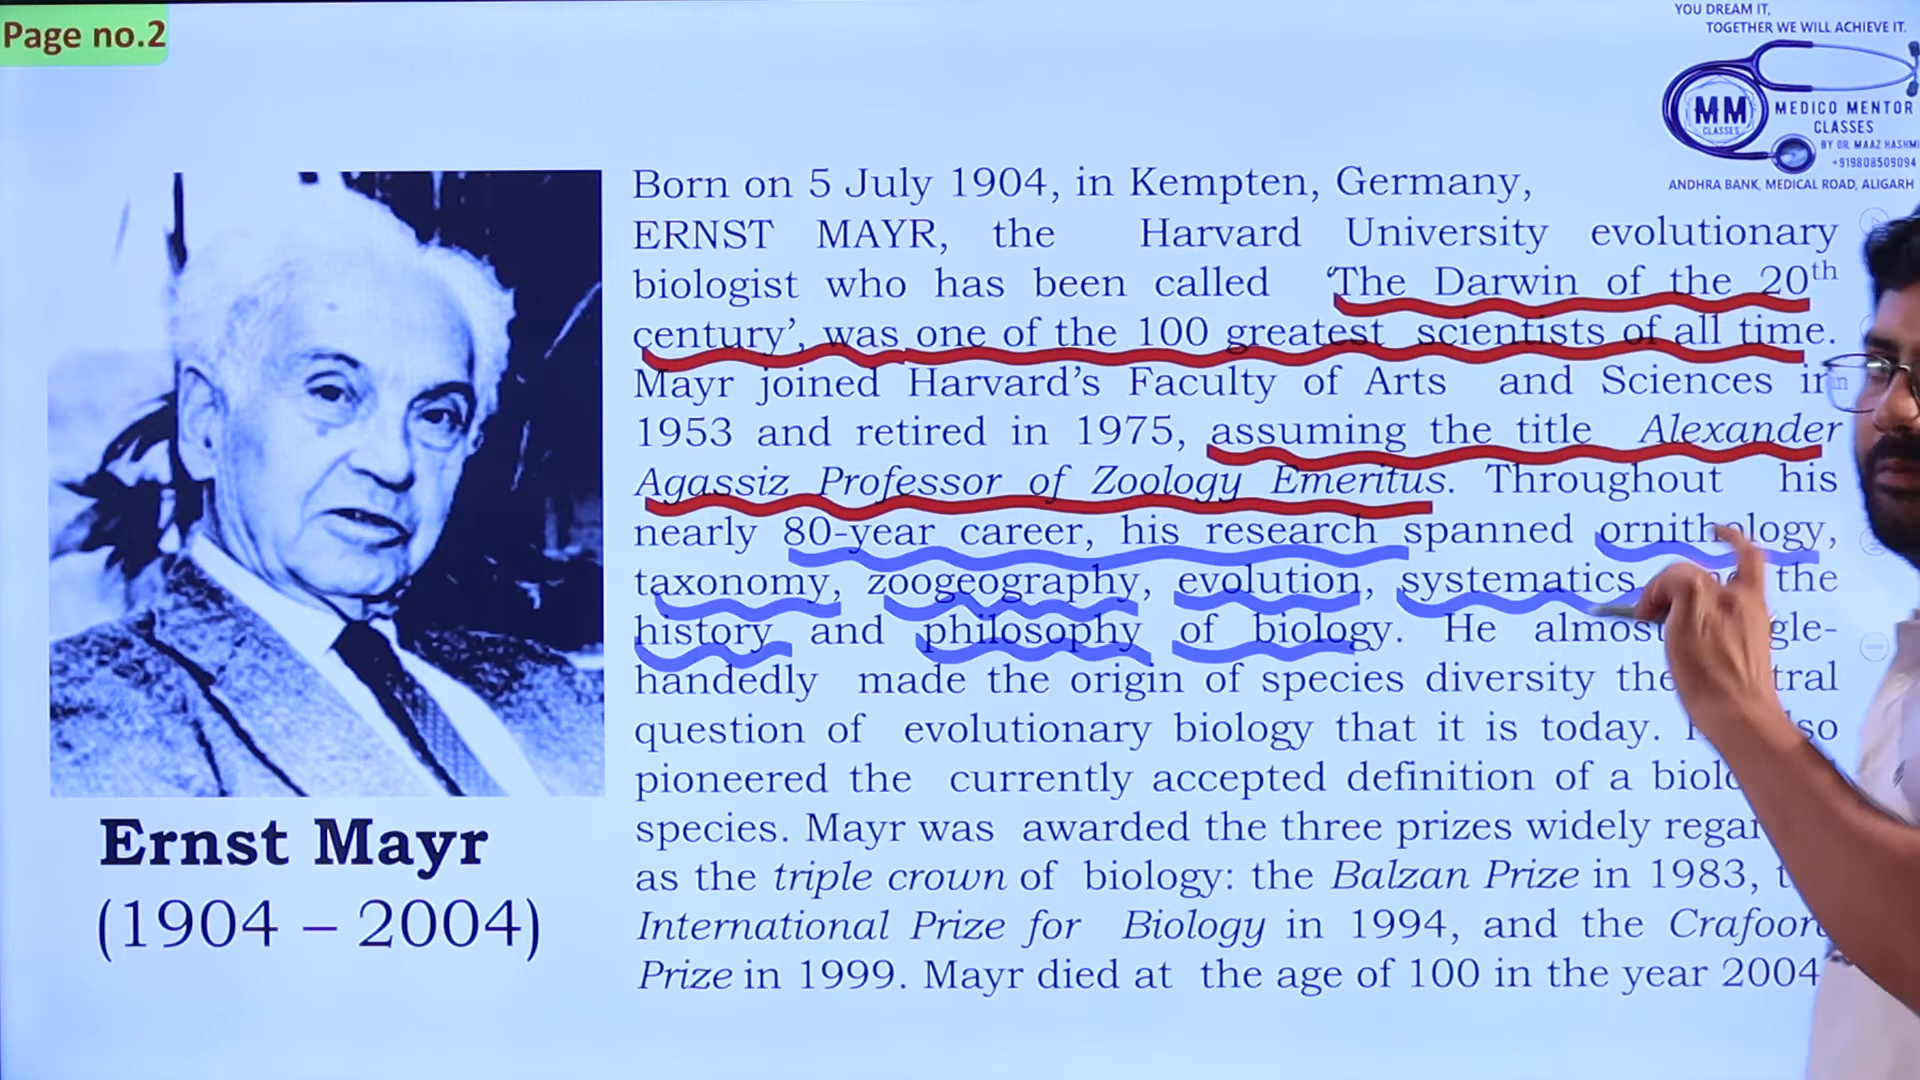 Page no.2
YOU DREAM IT,
TOGETHER WE WILL ACHIEVE IT.
MM
CLASSES
MEDICO MENTOR
CLASSES
BY DR. MAAZ HASHMI
+919808509094
ANDHRA BANK, MEDICAL ROAD, ALIGARH
Born on 5 July 1904, in Kempten, Germany,
ERNST MAYR, the Harvard University evolutionary
biologist who has been called ‘The Darwin of the 20th
century’, was one of the 100 greatest scientists of all time.
Mayr joined Harvard’s Faculty of Arts and Sciences in
1953 and retired in 1975, assuming the title Alexander
Agassiz Professor of Zoology Emeritus. Throughout his
nearly 80-year career, his research spanned ornithology,
taxonomy, zoogeography, evolution, systematics the
history and philosophy of biology. He almost gle-
handedly made the origin of species diversity the tral
question of evolutionary biology that it is today.
pioneered the currently accepted definition of a
species. Mayr was awarded the three prizes widely
as the triple crown of biology: the Balzan Prize in 1983,
International Prize for Biology in 1994, and the
Prize in 1999. Mayr died at the age of 100 in the year 2004
Ernst Mayr
(1904 – 2004)